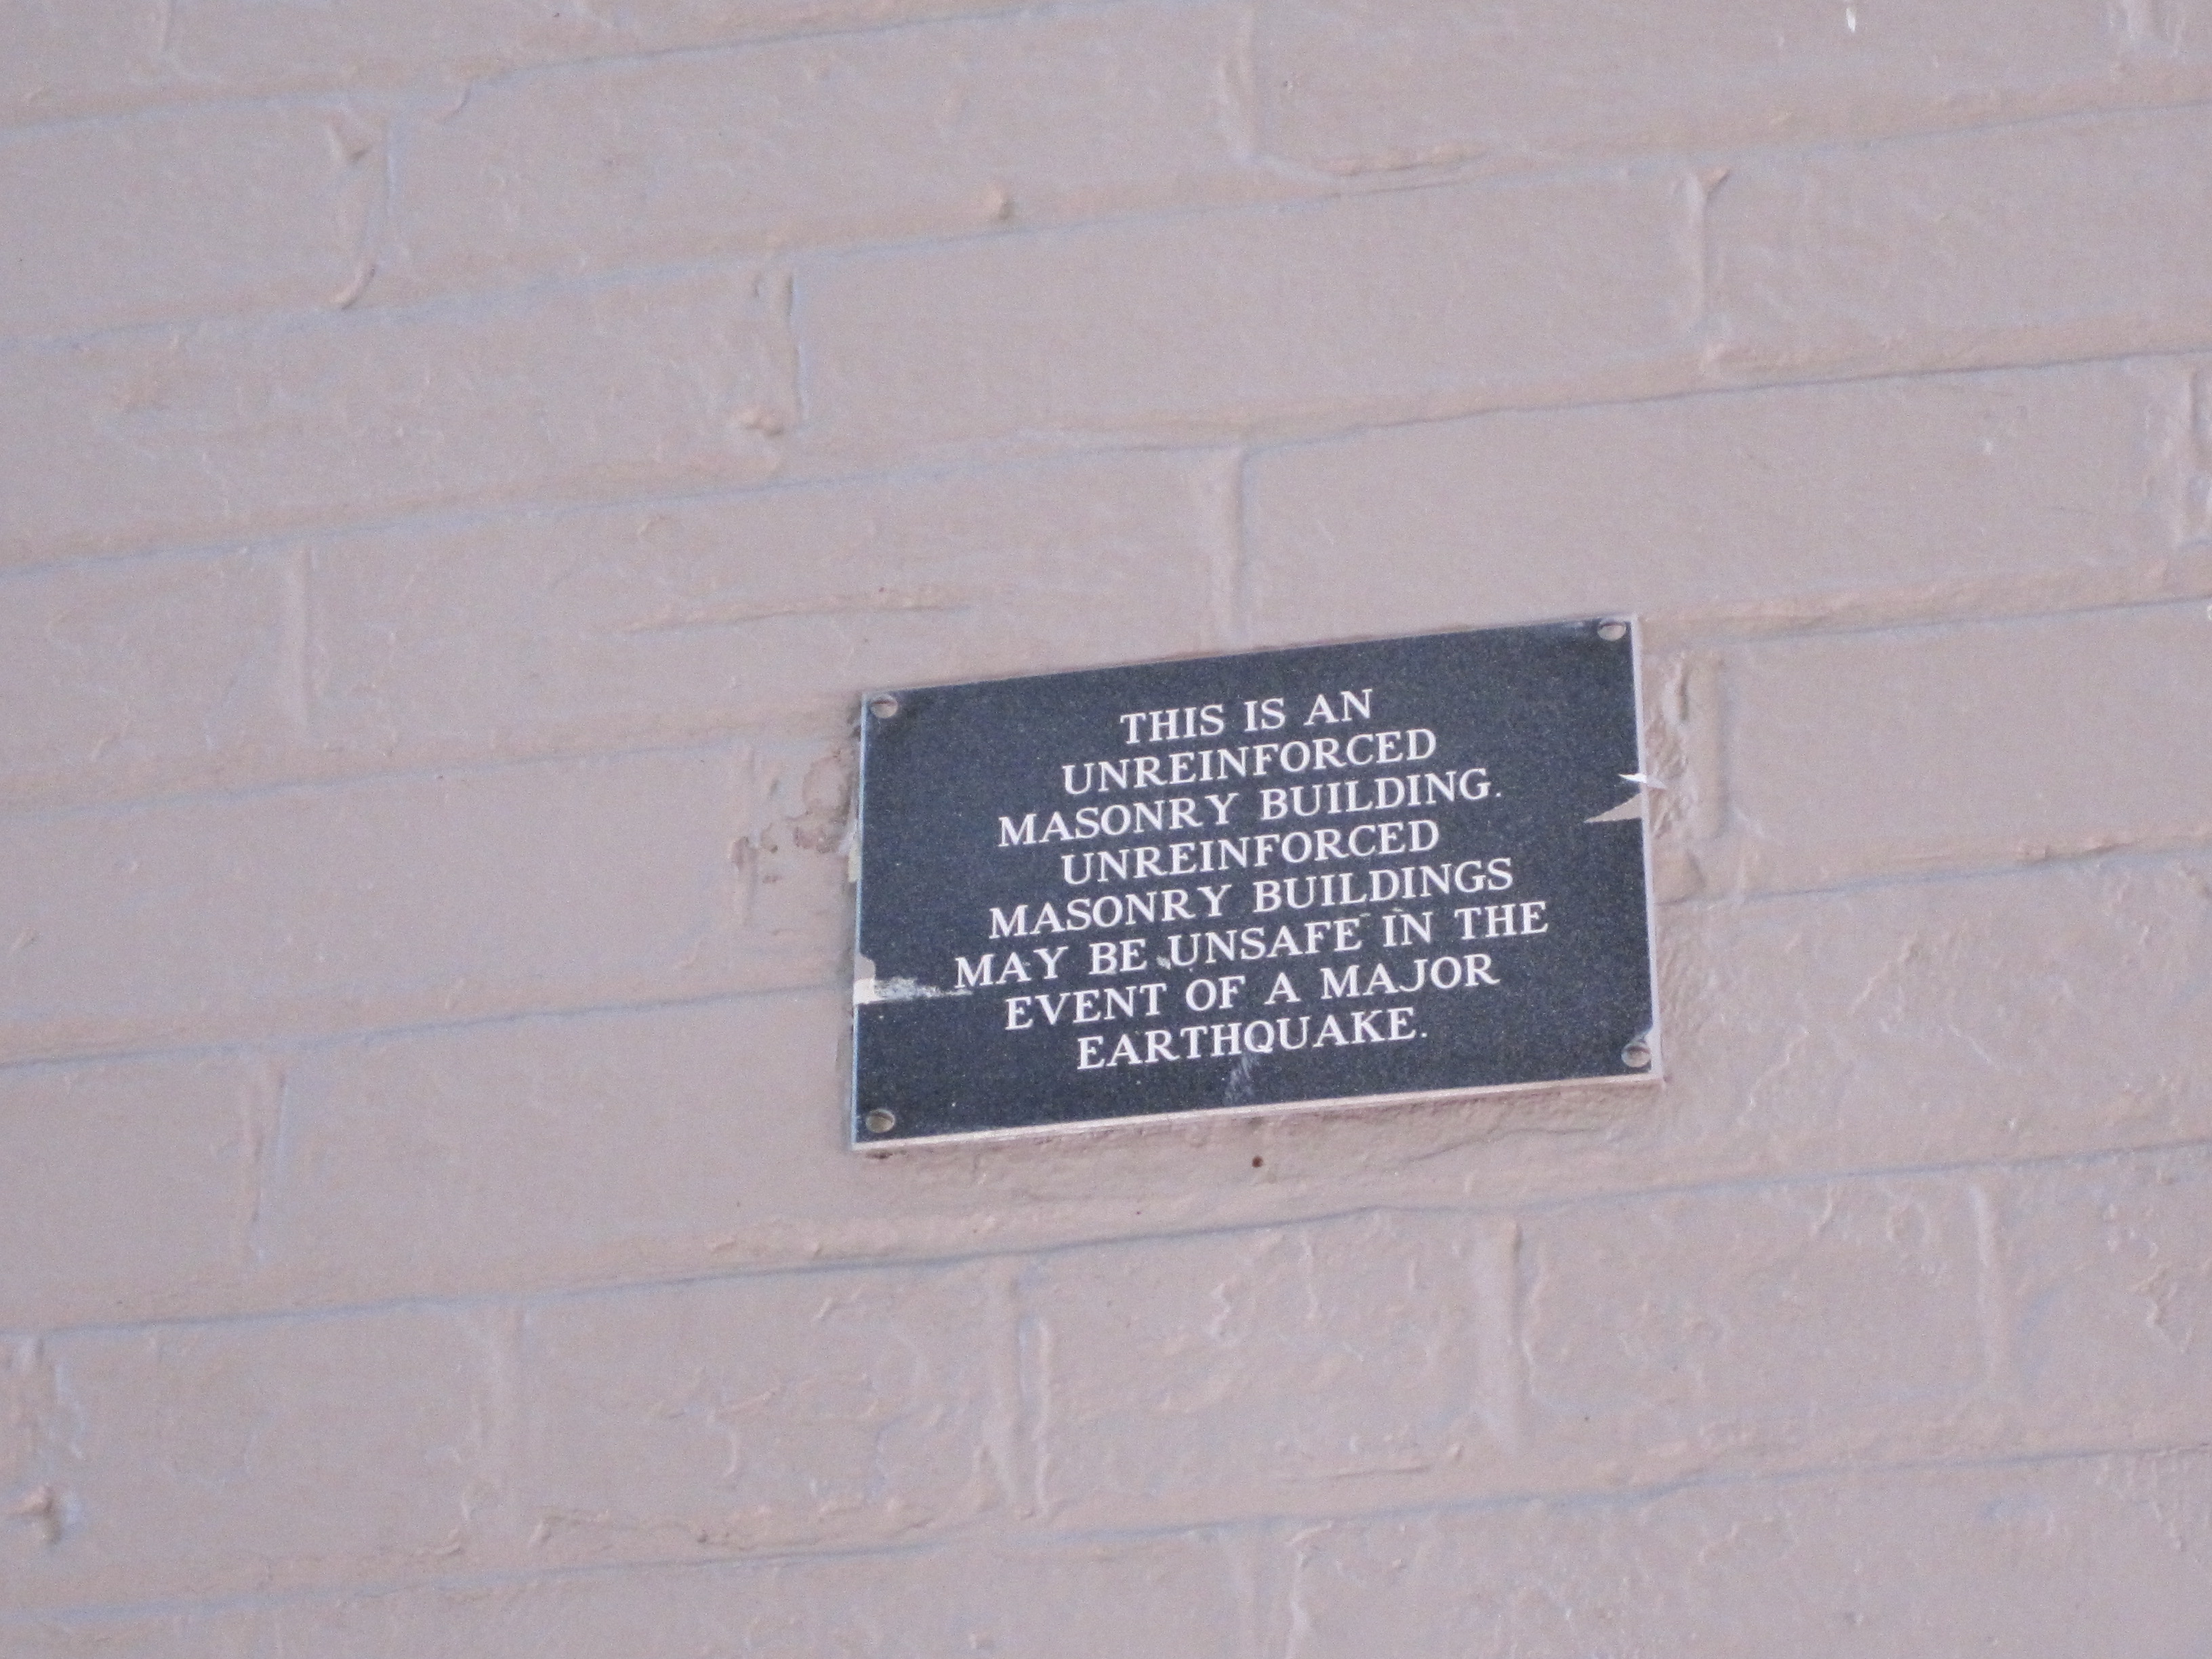 THIS IS AN
UNREINFORCED
MASONRY BUILDING.
UNREINFORCED
MASONRY BUILDINGS
MAY BE UNSAFE IN THE
EVENT OF A MAJOR
EARTHQUAKE.